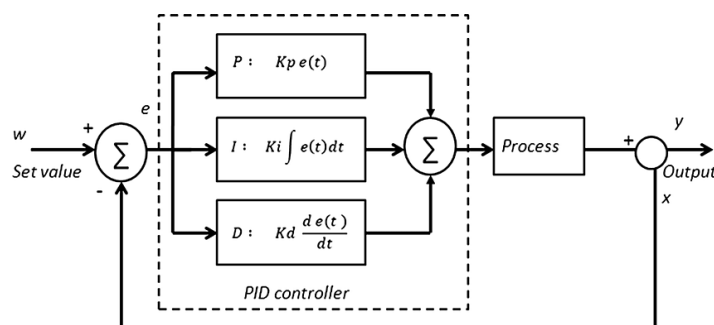 P : Kp e(t)
e
w
+
Set value
-
∑
I : Ki ∫ e(t)dt
∑
Process
+
y
Output
x
D : Kd d e(t)/dt
PID controller